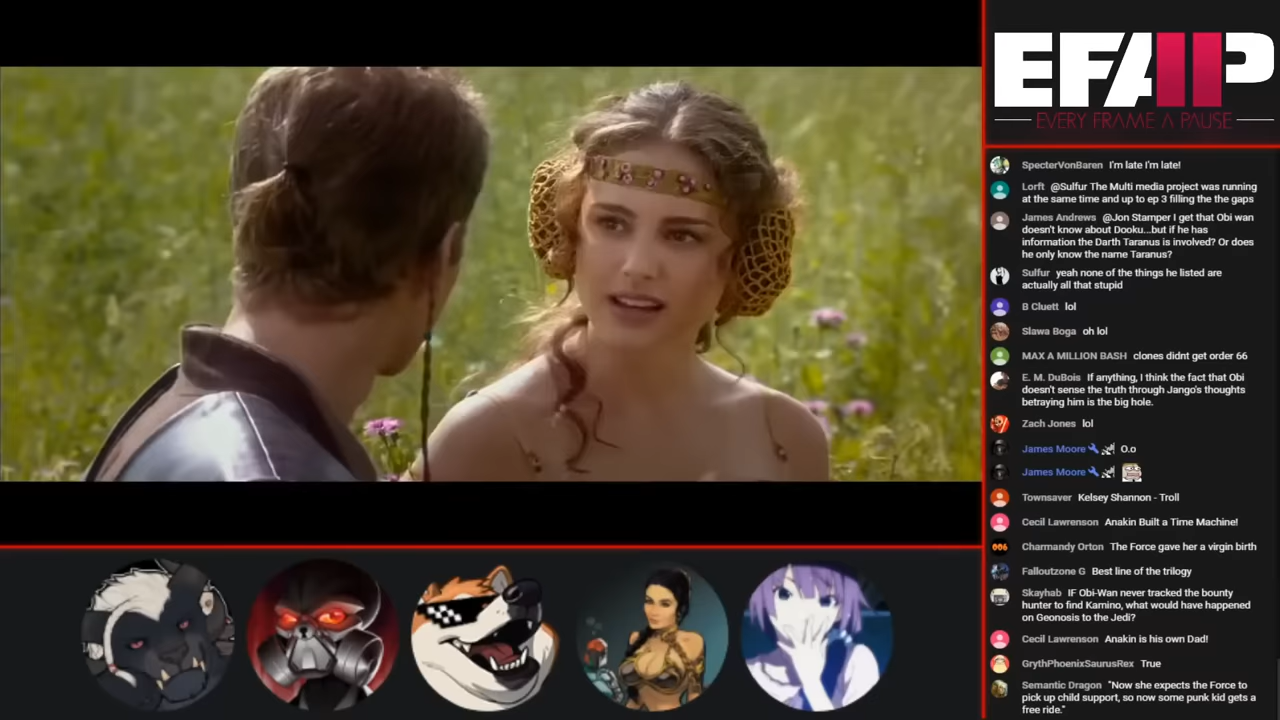 EFAP
EVERY FRAME A PAUSE
SpecterVonBaren I'm late I'm late!
Lorft @Sulfur The Multi media project was running
at the same time and up to ep 3 filling the the gaps
James Andrews @Jon Stamper I get that Obi wan
doesn't know about Dooku...but if he has
information the Darth Taranus is involved? Or does
he only know the name Taranus?
Sulfur yeah none of the things he listed are
actually all that stupid
B Cluett lol
Slawa Boga oh lol
MAX A MILLION BASH clones didnt get order 66
E. M. DuBois If anything, I think the fact that Obi
doesn't sense the truth through Jango's thoughts
betraying him is the big hole.
Zach Jones lol
James Moore O.o
James Moore
Townsaver Kelsey Shannon - Troll
Cecil Lawrenson Anakin Built a Time Machine!
Charmandy Orton The Force gave her a virgin birth
Falloutzone G Best line of the trilogy
Skayhab IF Obi-Wan never tracked the bounty
hunter to find Kamino, what would have happened
on Geonosis to the Jedi?
Cecil Lawrenson Anakin is his own Dad!
GrythPhoenixSaurusRex True
Semantic Dragon "Now she expects the Force to
pick up child support, so now some punk kid gets a
free ride."